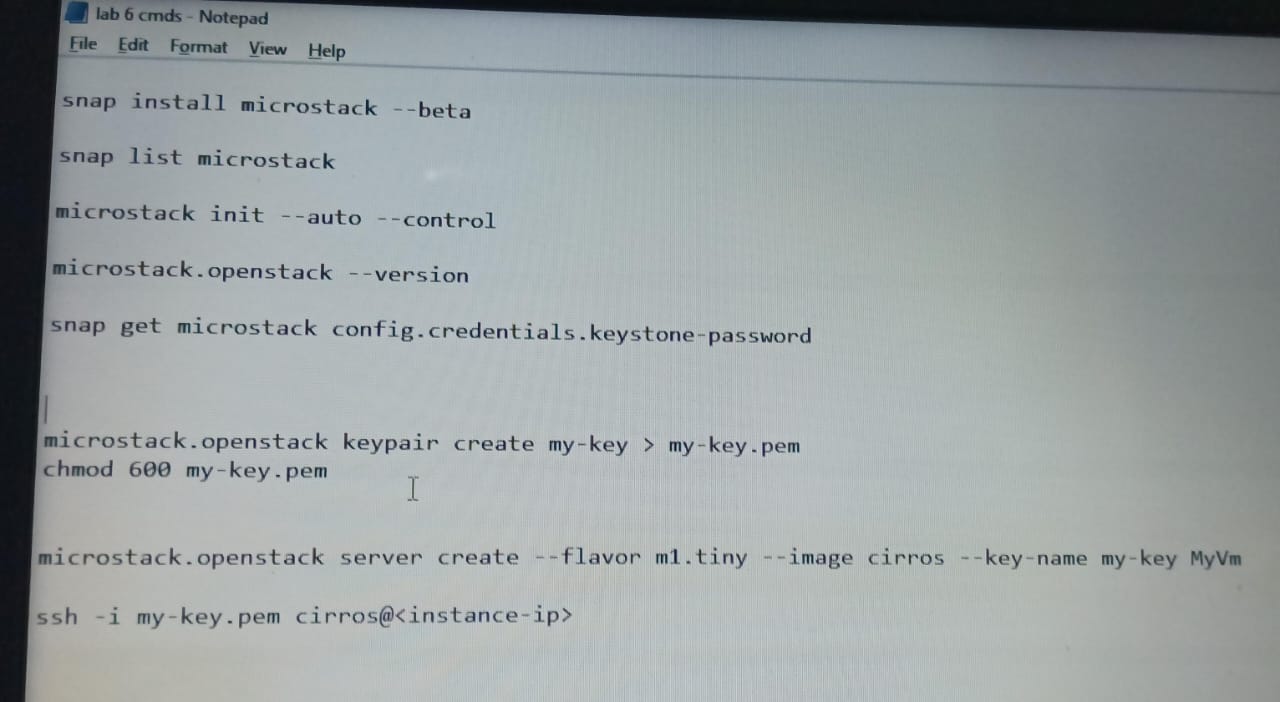 lab 6 cmds - Notepad
File Edit Format View Help
snap install microstack --beta
snap list microstack
microstack init --auto --control
microstack.openstack --version
snap get microstack config.credentials.keystone-password
microstack.openstack keypair create my-key > my-key.pem
chmod 600 my-key.pem
microstack.openstack server create --flavor m1.tiny --image cirros --key-name my-key MyVm
ssh -i my-key.pem cirros@<instance-ip>